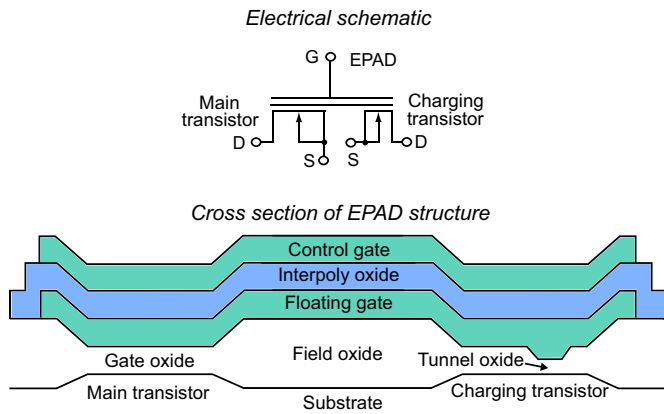 Electrical schematic
G EPAD
Main
transistor
Charging
transistor
D
S
S
D
Cross section of EPAD structure
Control gate
Interpoly oxide
Floating gate
Gate oxide
Field oxide
Tunnel oxide
Main transistor
Substrate
Charging transistor